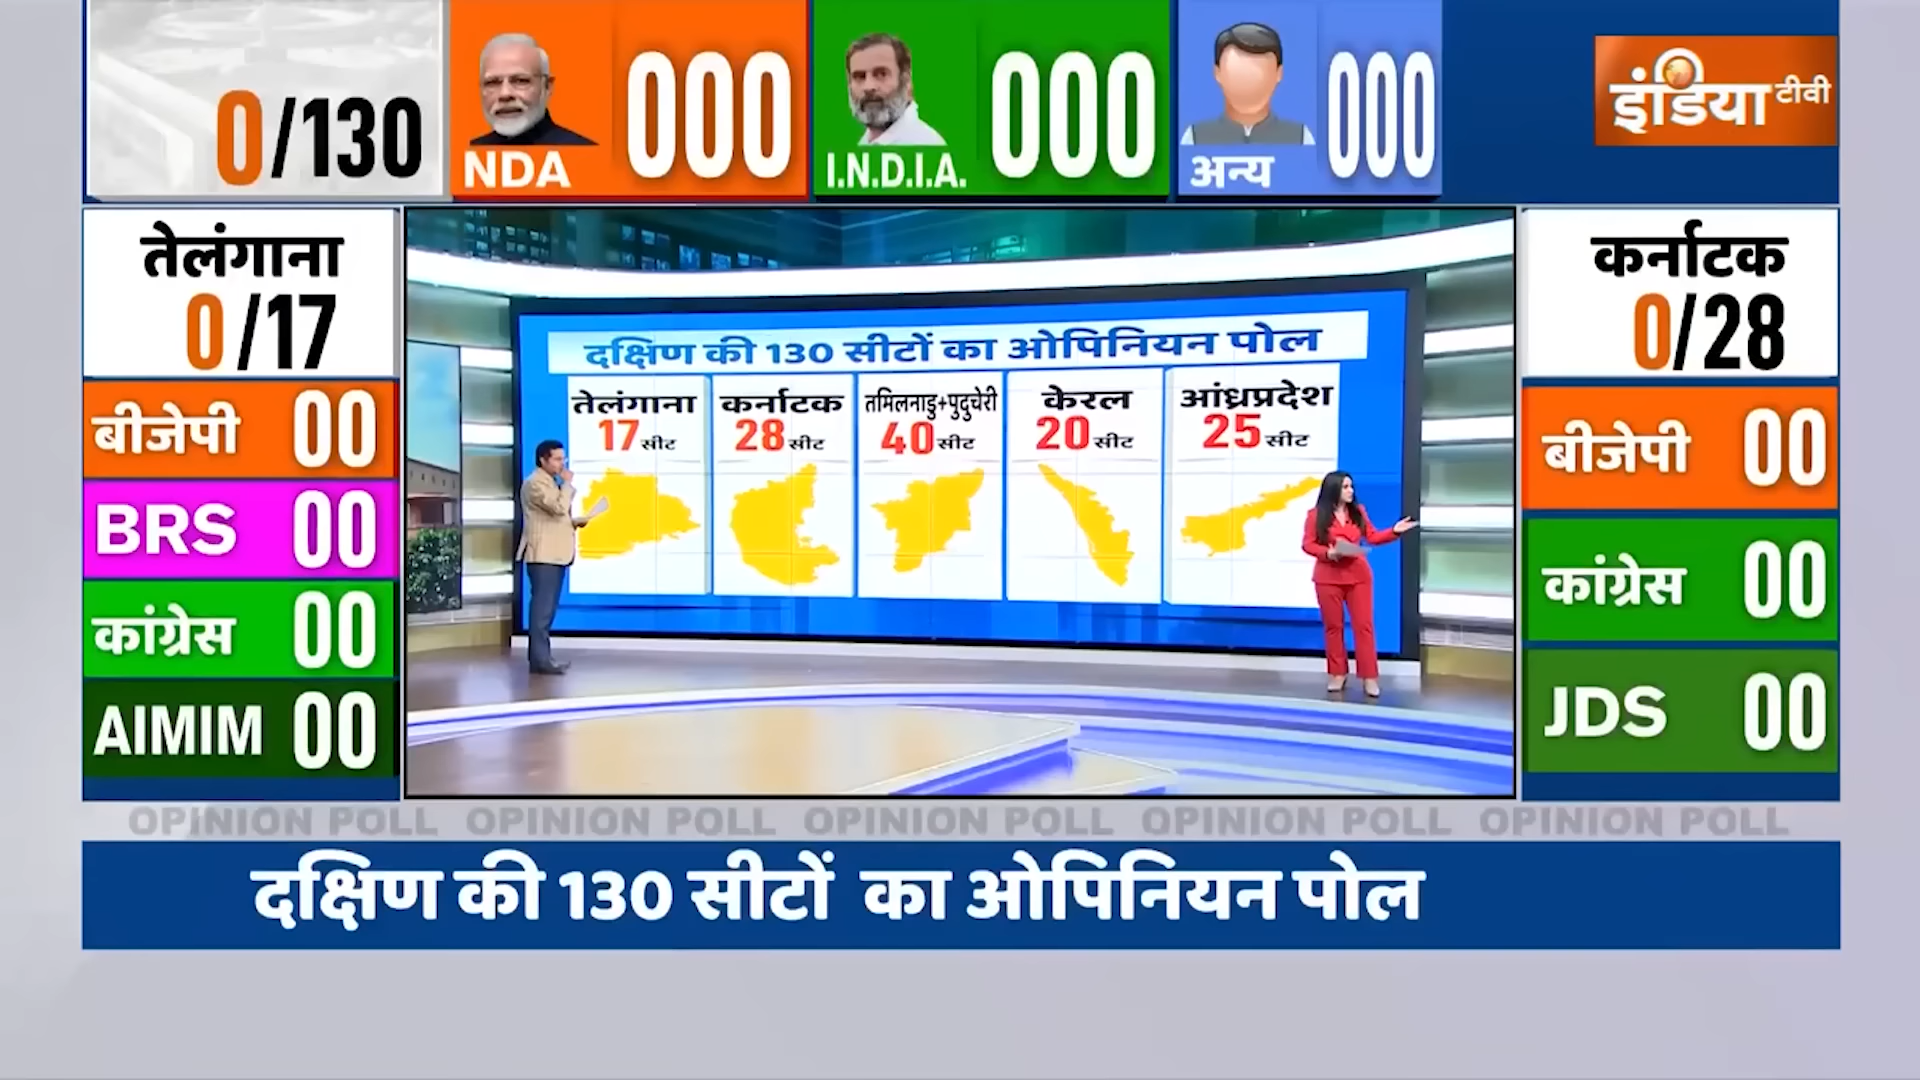 0/130
NDA
000
I.N.D.I.A.
000
अन्य
000
इंडिया टीवी
तेलंगाना
0/17
बीजेपी 00
BRS 00
कांग्रेस 00
AIMIM 00
दक्षिण की 130 सीटों का ओपिनियन पोल
तेलंगाना
17 सीट
कर्नाटक
28 सीट
तमिलनाडु+पुदुचेरी
40 सीट
केरल
20 सीट
आंध्रप्रदेश
25 सीट
कर्नाटक
0/28
बीजेपी 00
कांग्रेस 00
JDS 00
OPINION POLL OPINION POLL OPINION POLL OPINION POLL OPINION POLL
दक्षिण की 130 सीटों का ओपिनियन पोल